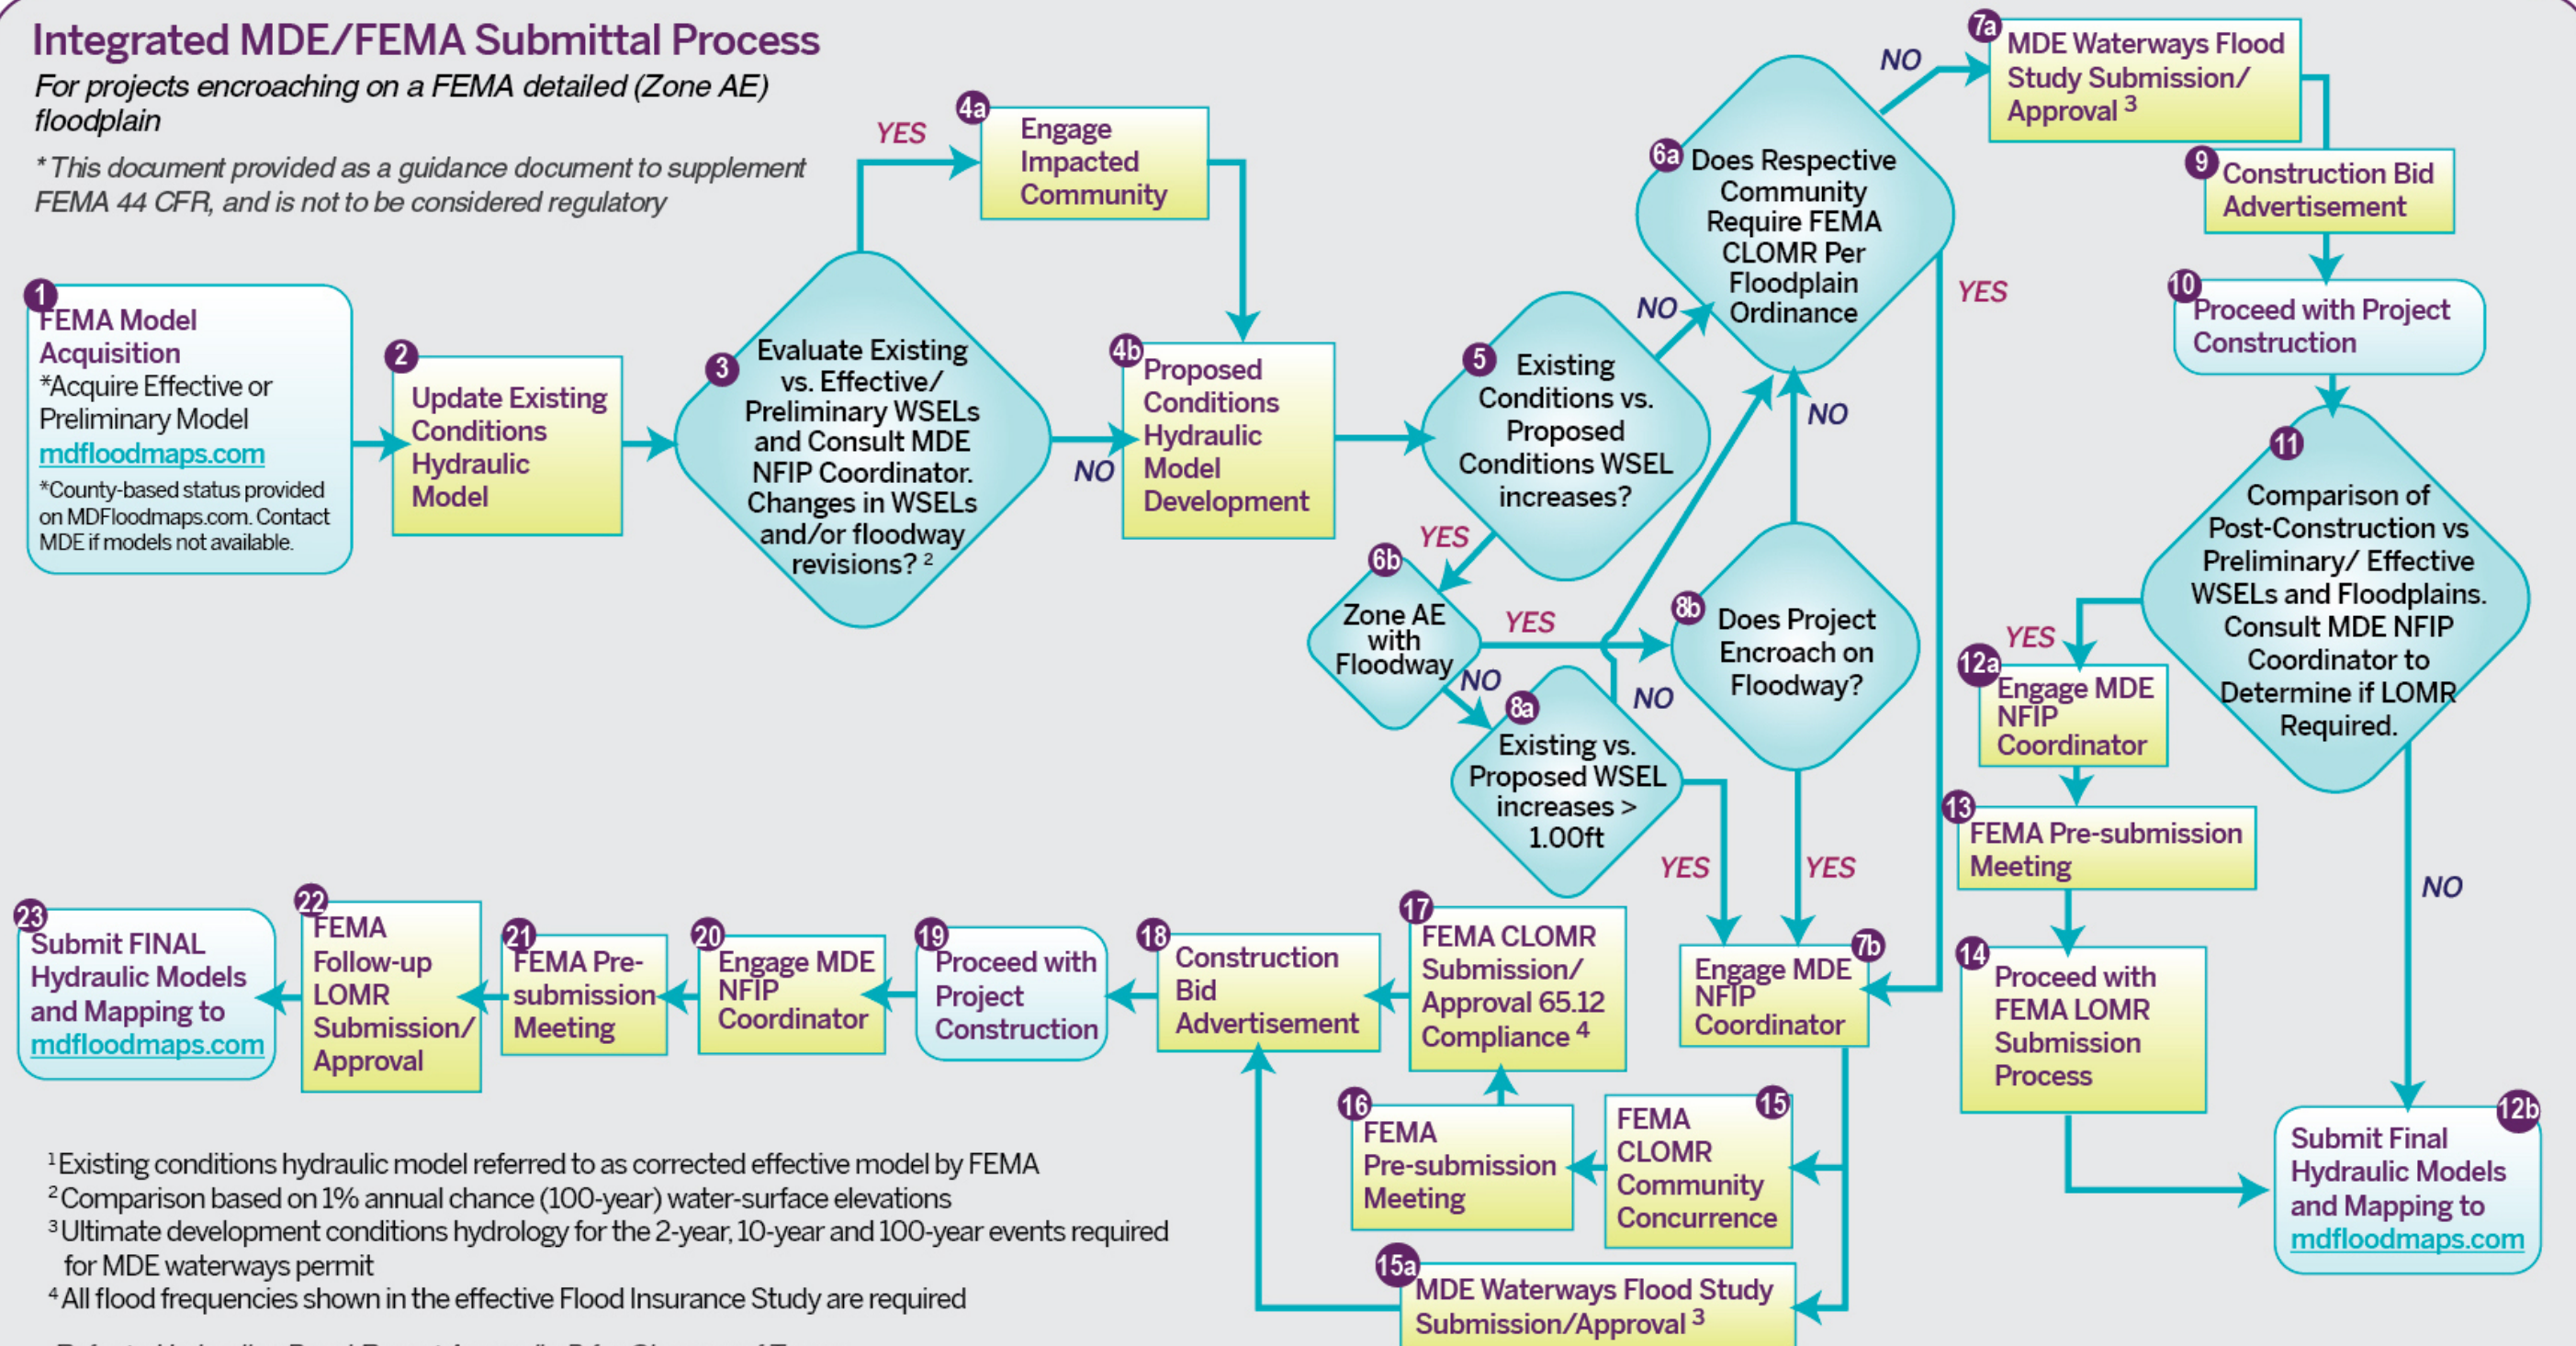 Integrated MDE/FEMA Submittal Process
For projects encroaching on a FEMA detailed (Zone AE)
floodplain
* This document provided as a guidance document to supplement
FEMA 44 CFR, and is not to be considered regulatory
1
FEMA Model
Acquisition
*Acquire Effective or
Preliminary Model
mdfloodmaps.com
*County-based status provided
on MDFloodmaps.com. Contact
MDE if models not available.
2
Update Existing
Conditions
Hydraulic
Model
3
Evaluate Existing
vs. Effective/
Preliminary WSELs
and Consult MDE
NFIP Coordinator.
Changes in WSELs
and/or floodway
revisions? 2
YES
4a
Engage
Impacted
Community
NO
4b
Proposed
Conditions
Hydraulic
Model
Development
5
Existing
Conditions vs.
Proposed
Conditions WSEL
increases?
NO
YES
6a
Does Respective
Community
Require FEMA
CLOMR Per
Floodplain
Ordinance
NO
YES
6b
Zone AE
with
Floodway
YES
NO
7a
MDE Waterways Flood
Study Submission/
Approval 3
8a
Existing vs.
Proposed WSEL
increases >
1.00ft
NO
YES
8b
Does Project
Encroach on
Floodway?
NO
YES
7b
Engage MDE
NFIP
Coordinator
9
Construction Bid
Advertisement
10
Proceed with Project
Construction
11
Comparison of
Post-Construction vs
Preliminary/ Effective
WSELs and Floodplains.
Consult MDE NFIP
Coordinator to
Determine if LOMR
Required.
YES
NO
12a
Engage MDE
NFIP
Coordinator
13
FEMA Pre-submission
Meeting
14
Proceed with
FEMA LOMR
Submission
Process
12b
Submit Final
Hydraulic Models
and Mapping to
mdfloodmaps.com
15
FEMA
CLOMR
Community
Concurrence
15a
MDE Waterways Flood Study
Submission/Approval 3
16
FEMA
Pre-submission
Meeting
17
FEMA CLOMR
Submission/
Approval 65.12
Compliance 4
18
Construction
Bid
Advertisement
19
Proceed with
Project
Construction
20
Engage MDE
NFIP
Coordinator
21
FEMA Pre-
submission
Meeting
22
FEMA
Follow-up
LOMR
Submission/
Approval
23
Submit FINAL
Hydraulic Models
and Mapping to
mdfloodmaps.com
1 Existing conditions hydraulic model referred to as corrected effective model by FEMA
2 Comparison based on 1% annual chance (100-year) water-surface elevations
3 Ultimate development conditions hydrology for the 2-year, 10-year and 100-year events required
for MDE waterways permit
4 All flood frequencies shown in the effective Flood Insurance Study are required